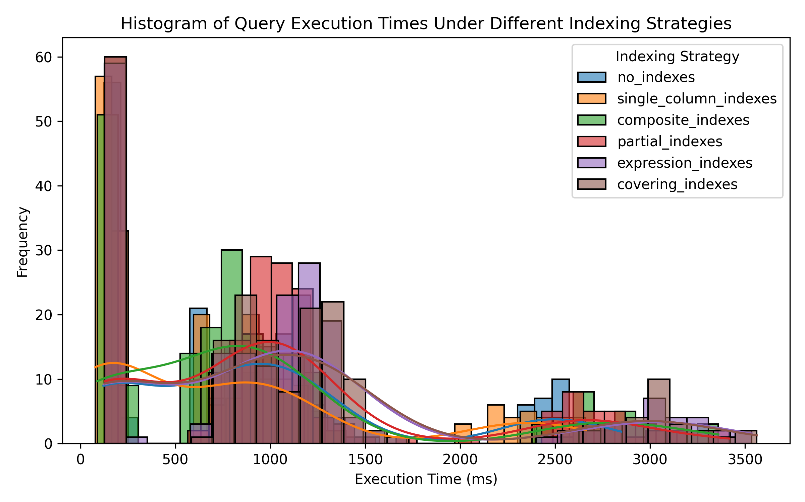 Histogram of Query Execution Times Under Different Indexing Strategies
Frequency
60
50
40
30
20
10
0
Indexing Strategy
no_indexes
single_column_indexes
composite_indexes
partial_indexes
expression_indexes
covering_indexes
0 500 1000 1500 2000 2500 3000 3500
Execution Time (ms)